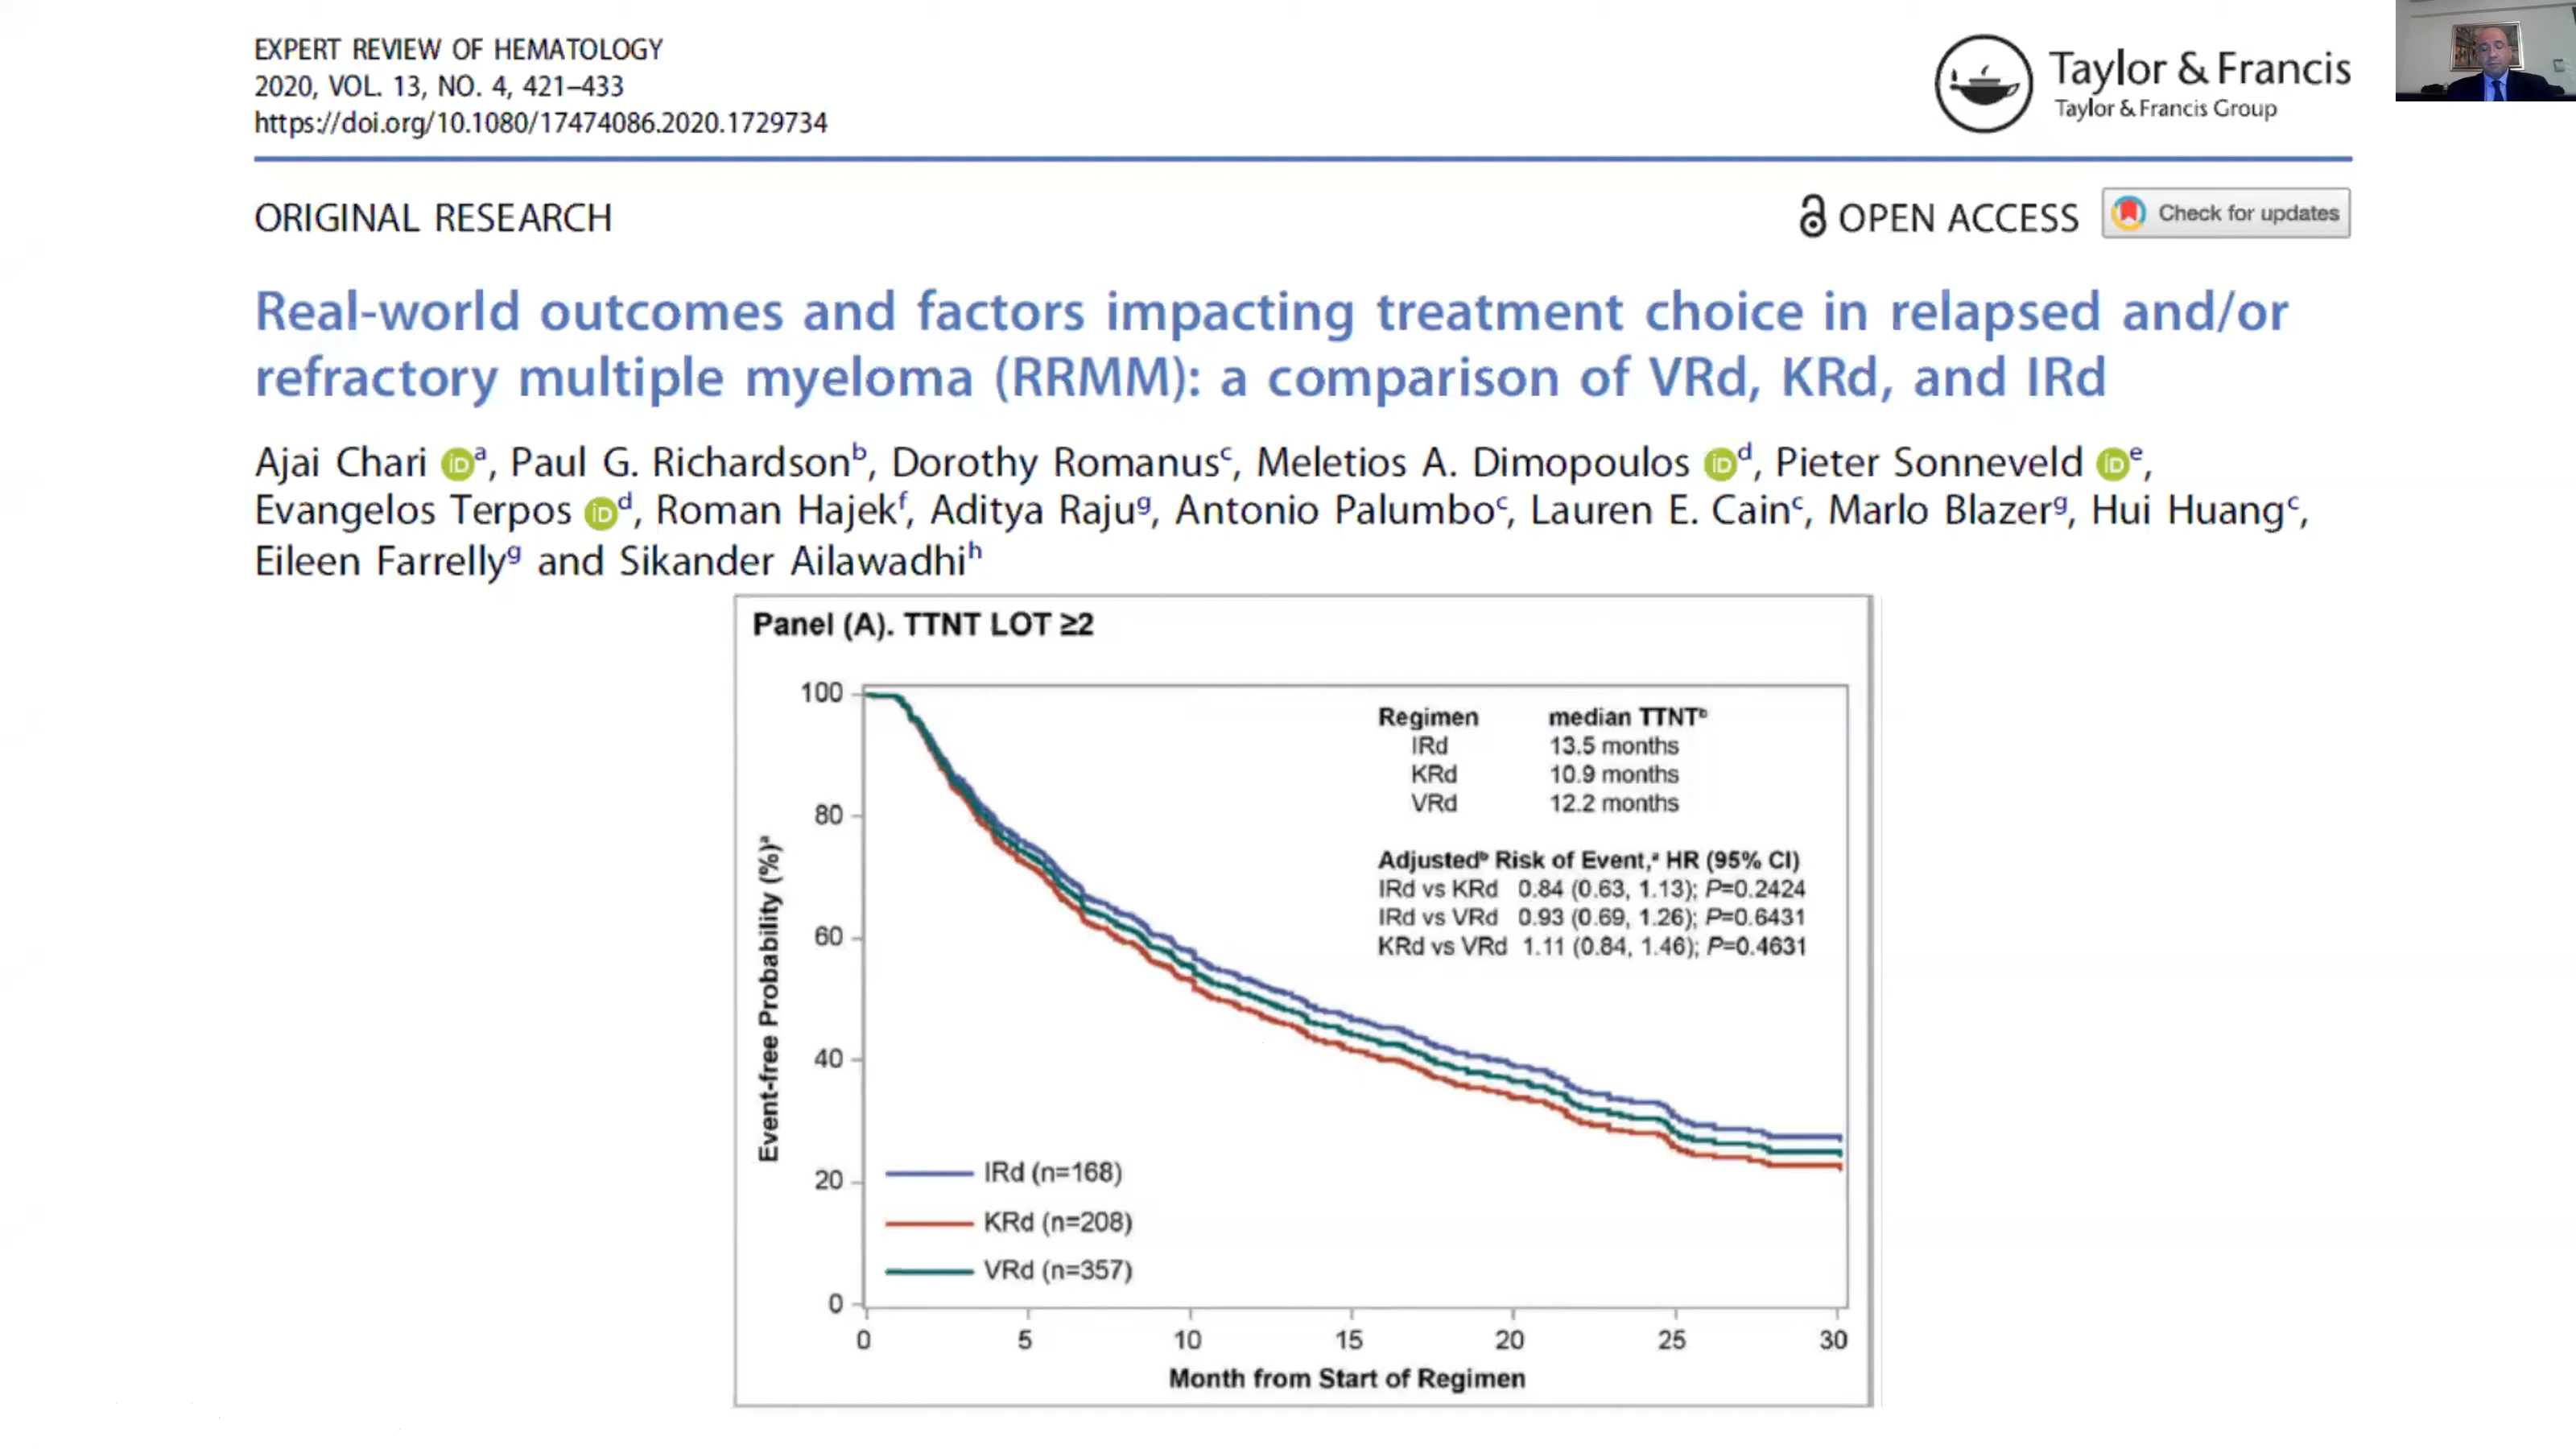 EXPERT REVIEW OF HEMATOLOGY
2020, VOL. 13, NO. 4, 421–433
https://doi.org/10.1080/17474086.2020.1729734
Taylor & Francis
Taylor & Francis Group
ORIGINAL RESEARCH
OPEN ACCESS
Check for updates
Real-world outcomes and factors impacting treatment choice in relapsed and/or
refractory multiple myeloma (RRMM): a comparison of VRd, KRd, and IRd
Ajai Chari iD a, Paul G. Richardson b, Dorothy Romanus c, Meletios A. Dimopoulos iD d, Pieter Sonneveld iD e,
Evangelos Terpos iD d, Roman Hajek f, Aditya Raju g, Antonio Palumbo c, Lauren E. Cain c, Marlo Blazer g, Hui Huang c,
Eileen Farrelly g and Sikander Ailawadhi h
Panel (A). TTNT LOT ≥2
Regimen median TTNT b
IRd 13.5 months
KRd 10.9 months
VRd 12.2 months
Adjusted b Risk of Event, a HR (95% CI)
IRd vs KRd 0.84 (0.63, 1.13); P=0.2424
IRd vs VRd 0.93 (0.69, 1.26); P=0.6431
KRd vs VRd 1.11 (0.84, 1.46); P=0.4631
Event-free Probability (%) a
100
80
60
40
20
0
IRd (n=168)
KRd (n=208)
VRd (n=357)
0 5 10 15 20 25 30
Month from Start of Regimen